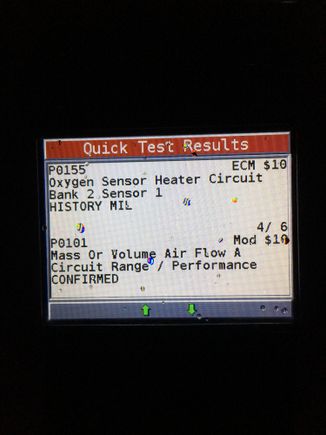 Quick Test Results
P0155 ECM $10
Oxygen Sensor Heater Circuit
Bank 2 Sensor 1
HISTORY MIL
4/ 6
P0101 Mod $10
Mass Or Volume Air Flow A
Circuit Range / Performance
CONFIRMED